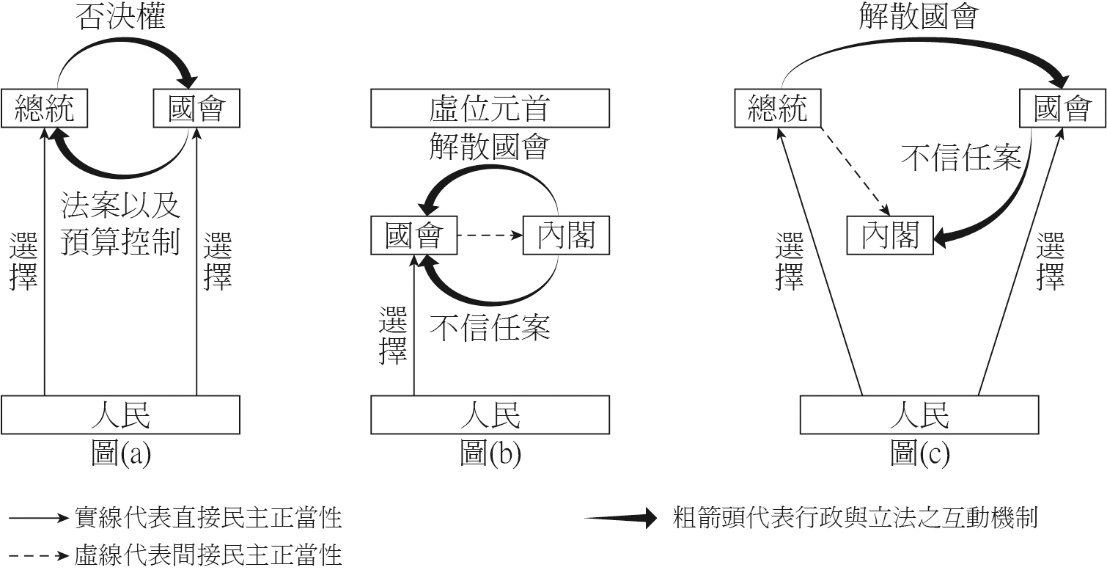 否決權
總統
國會
法案以及
預算控制
選擇
選擇
人民
圖(a)
虛位元首
解散國會
國會
內閣
不信任案
選擇
人民
圖(b)
解散國會
總統
國會
不信任案
內閣
選擇
選擇
人民
圖(c)
實線代表直接民主正當性
虛線代表間接民主正當性
粗箭頭代表行政與立法之互動機制